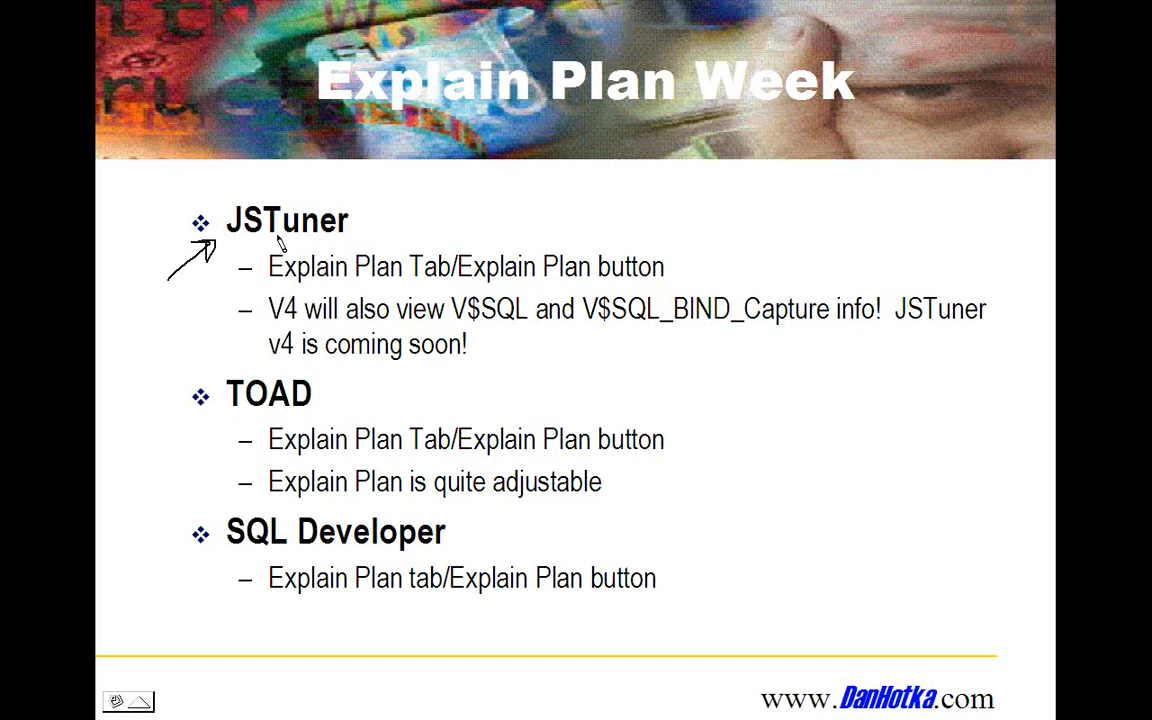 Explain Plan Week
JSTuner
– Explain Plan Tab/Explain Plan button
– V4 will also view V$SQL and V$SQL_BIND_Capture info! JSTuner
v4 is coming soon!
TOAD
– Explain Plan Tab/Explain Plan button
– Explain Plan is quite adjustable
SQL Developer
– Explain Plan tab/Explain Plan button
www.DanHotka.com